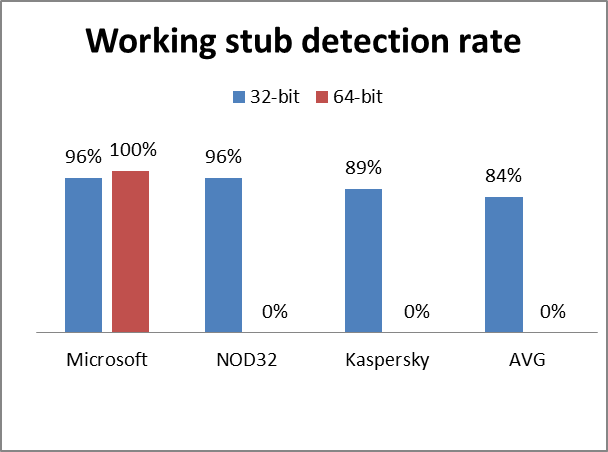 Working stub detection rate
32-bit 64-bit
96% 100% 96% 89% 84%
0% 0% 0%
Microsoft NOD32 Kaspersky AVG